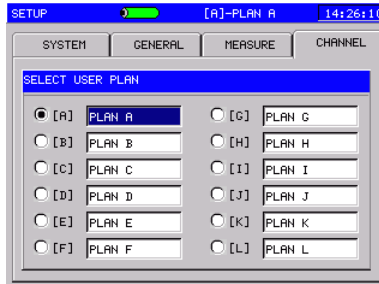 SETUP [A]-PLAN A 14:26:10
SYSTEM GENERAL MEASURE CHANNEL
SELECT USER PLAN
[A] PLAN A [G] PLAN G
[B] PLAN B [H] PLAN H
[C] PLAN C [I] PLAN I
[D] PLAN D [J] PLAN J
[E] PLAN E [K] PLAN K
[F] PLAN F [L] PLAN L